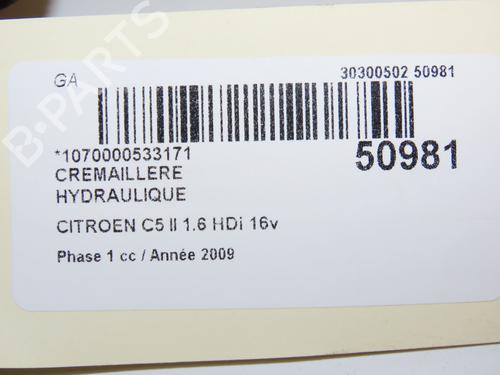 GA
30300502 50981
*1070000533171
50981
CREMAILLERE
HYDRAULIQUE
CITROEN C5 II 1.6 HDi 16v
Phase 1 cc / Année 2009
B-PARTS